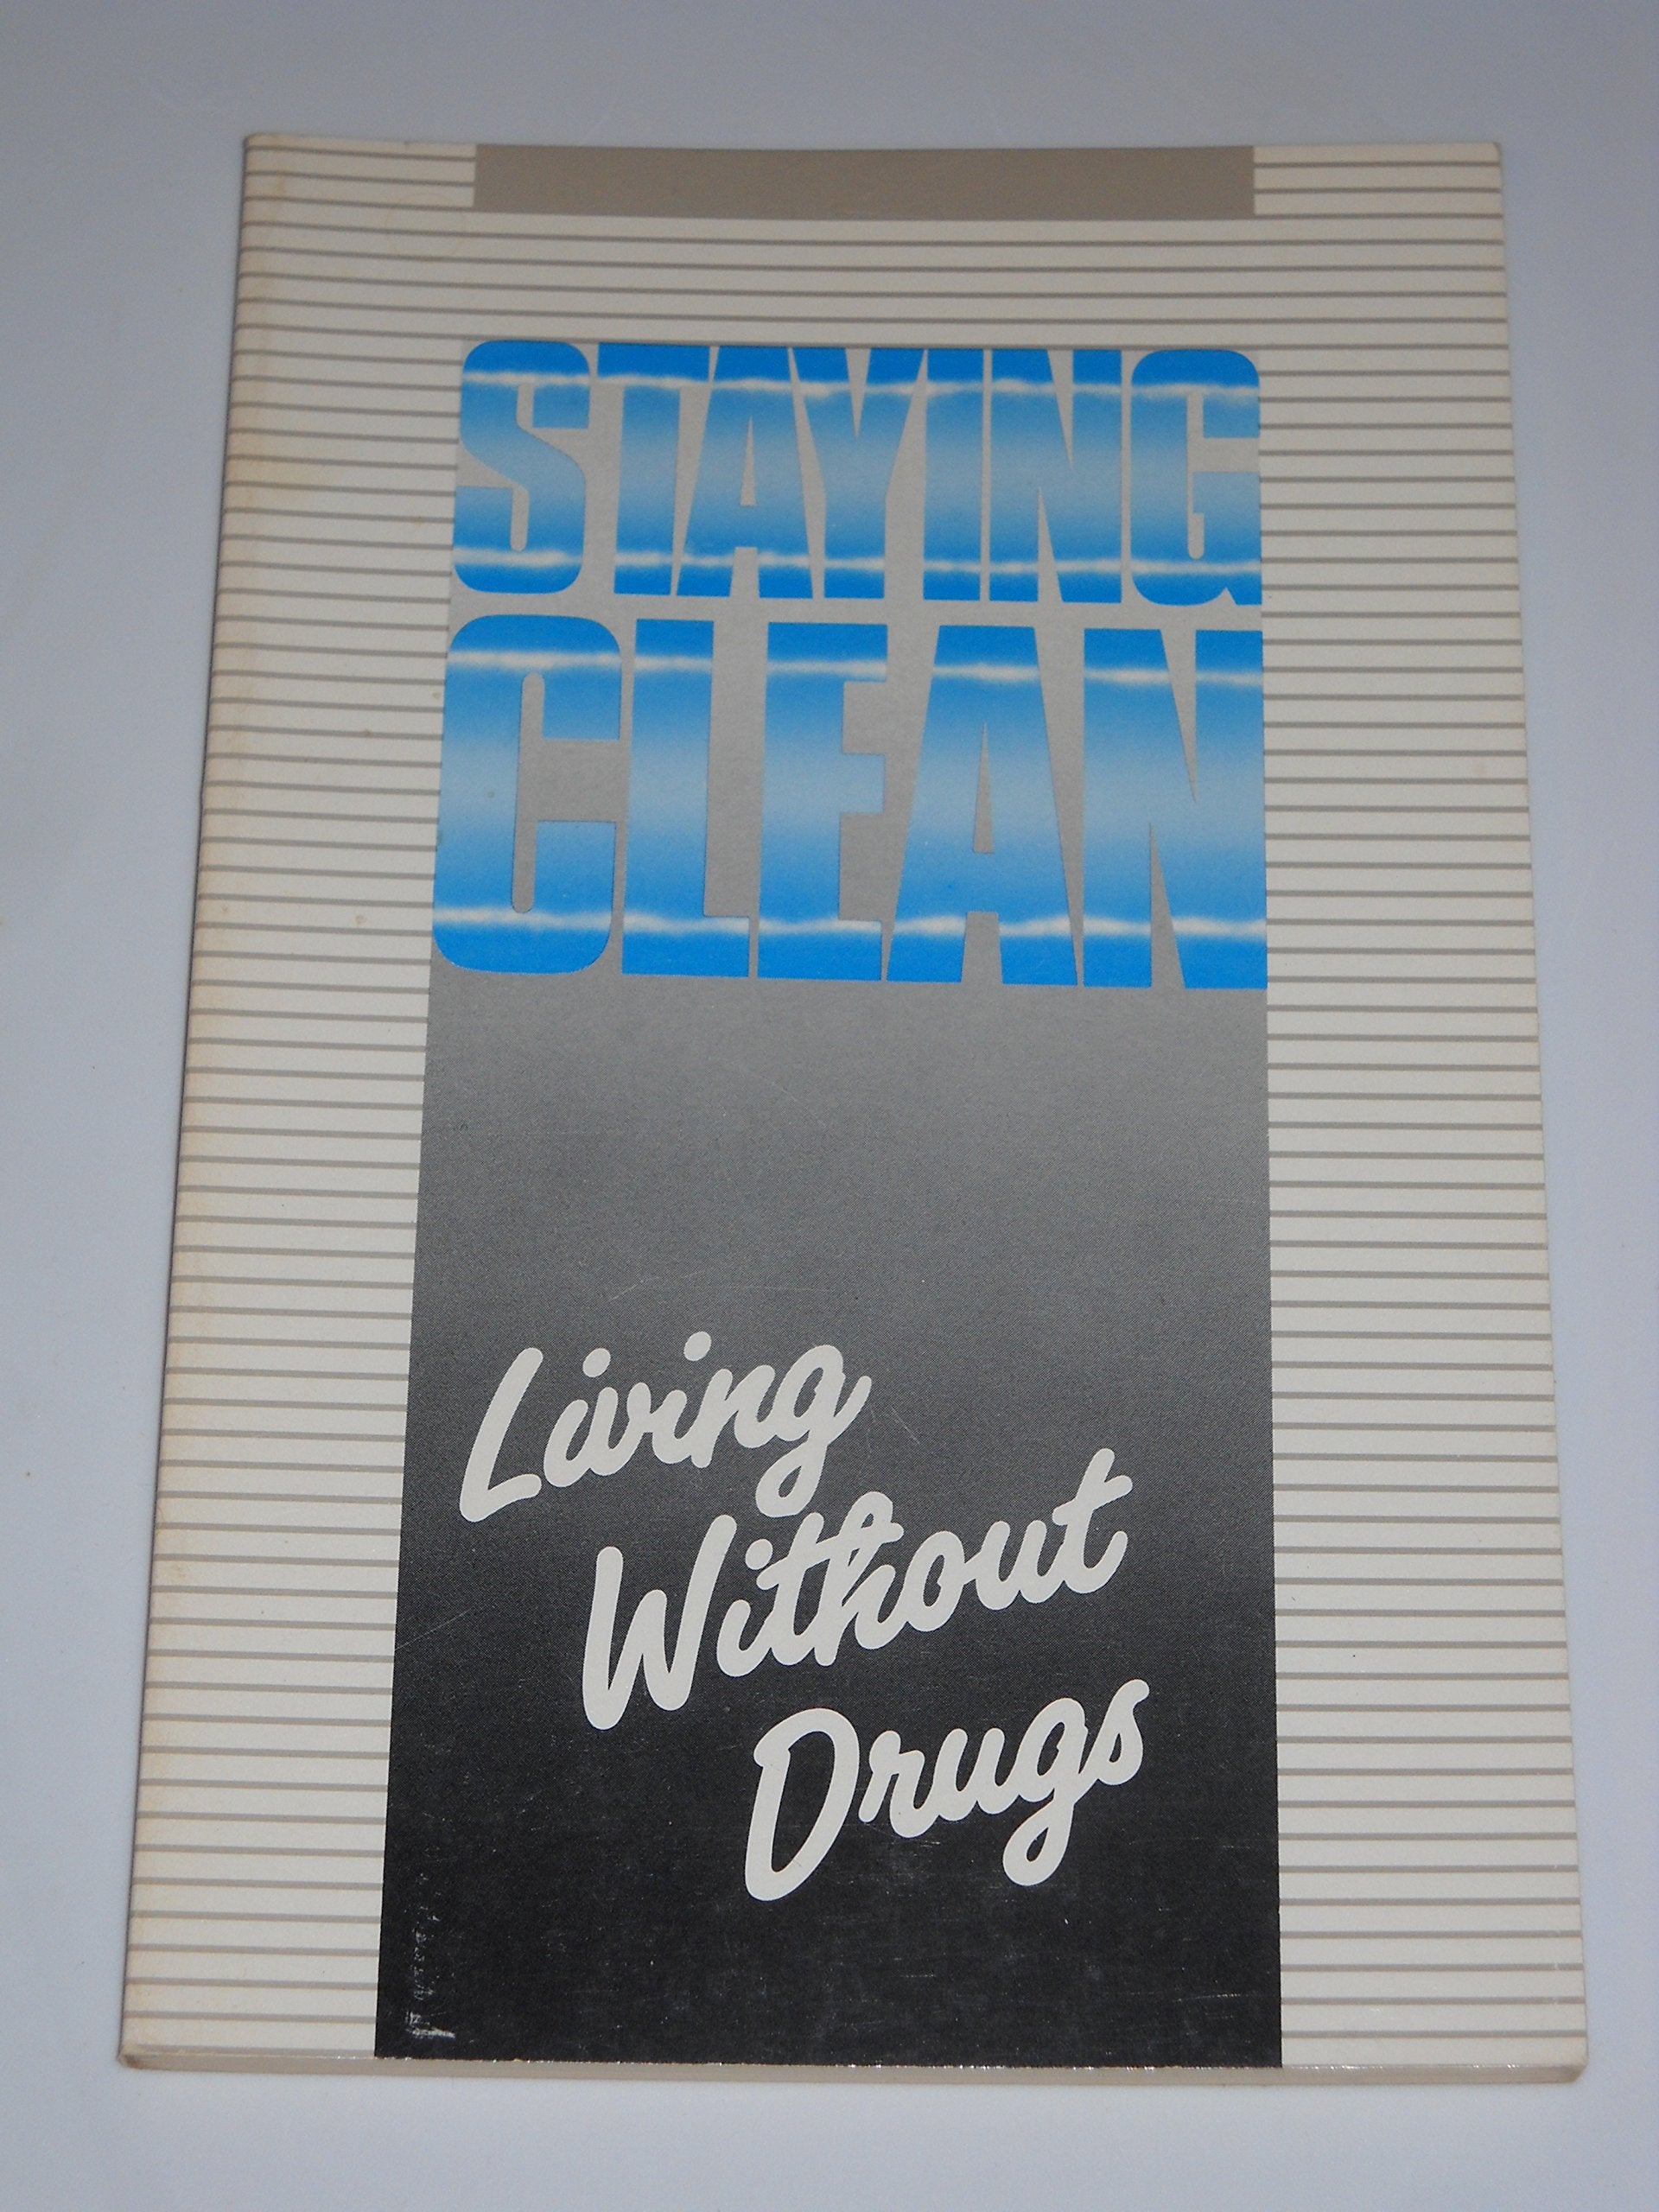 STAYING
CLEAN
Living
Without
Drugs